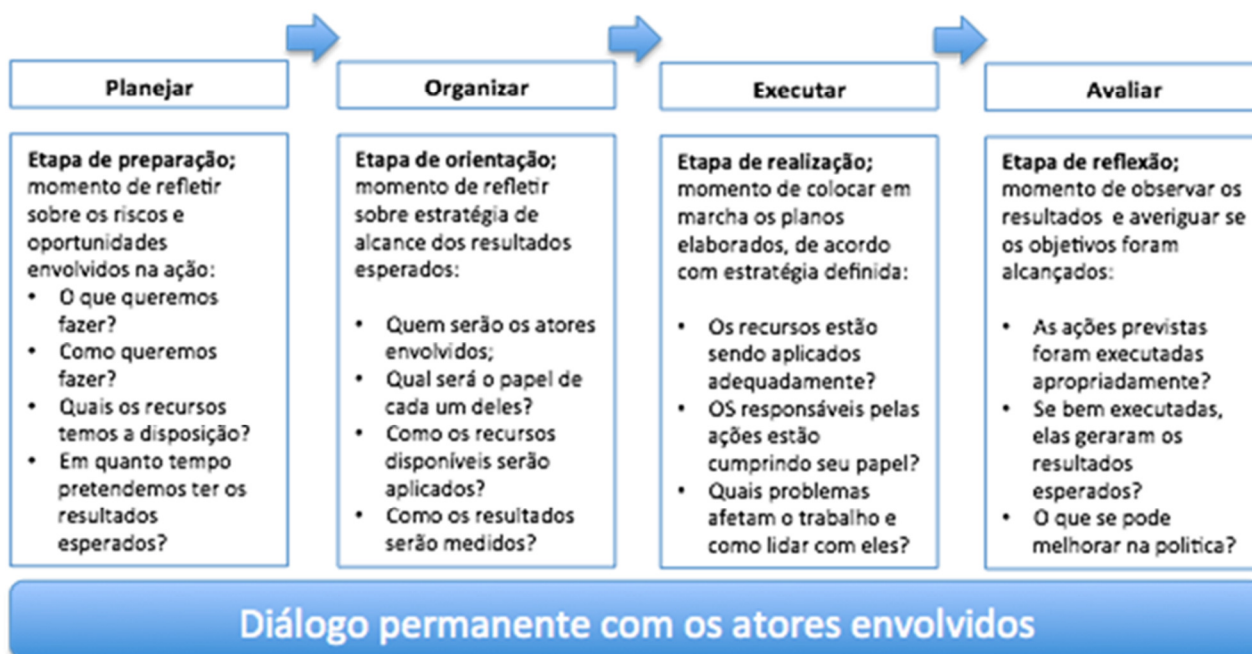 Planejar
Etapa de preparação;
momento de refletir
sobre os riscos e
oportunidades
envolvidos na ação:
• O que queremos
fazer?
• Como queremos
fazer?
• Quais os recursos
temos a disposição?
• Em quanto tempo
pretendemos ter os
resultados
esperados?
Organizar
Etapa de orientação;
momento de refletir
sobre estratégia de
alcance dos resultados
esperados:
• Quem serão os atores
envolvidos;
• Qual será o papel de
cada um deles?
• Como os recursos
disponíveis serão
aplicados?
• Como os resultados
serão medidos?
Executar
Etapa de realização;
momento de colocar em
marcha os planos
elaborados, de acordo
com estratégia definida:
• Os recursos estão
sendo aplicados
adequadamente?
• OS responsáveis pelas
ações estão
cumprindo seu papel?
• Quais problemas
afetam o trabalho e
como lidar com eles?
Avaliar
Etapa de reflexão;
momento de observar os
resultados e averiguar se
os objetivos foram
alcançados:
• As ações previstas
foram executadas
apropriadamente?
• Se bem executadas,
elas geraram os
resultados
esperados?
• O que se pode
melhorar na politica?
Diálogo permanente com os atores envolvidos